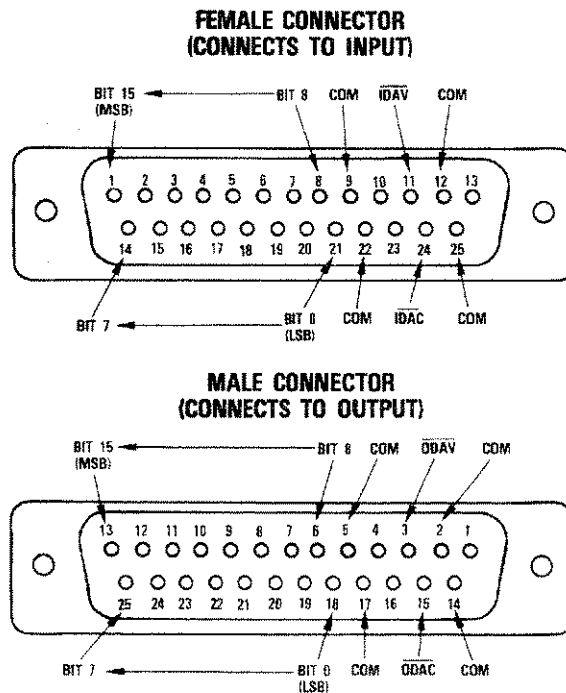 FEMALE CONNECTOR
(CONNECTS TO INPUT)
BIT 15 BIT 8 COM IDAV COM
(MSB)
1 2 3 4 5 6 7 8 9 10 11 12 13
14 15 16 17 18 19 20 21 22 23 24 25
BIT 7 BIT 0 COM IDAC COM
(LSB)
MALE CONNECTOR
(CONNECTS TO OUTPUT)
BIT 15 BIT 8 COM ODAV COM
(MSB)
13 12 11 10 9 8 7 6 5 4 3 2 1
25 24 23 22 21 20 19 18 17 16 15 14
BIT 7 BIT 0 COM ODAC COM
(LSB)